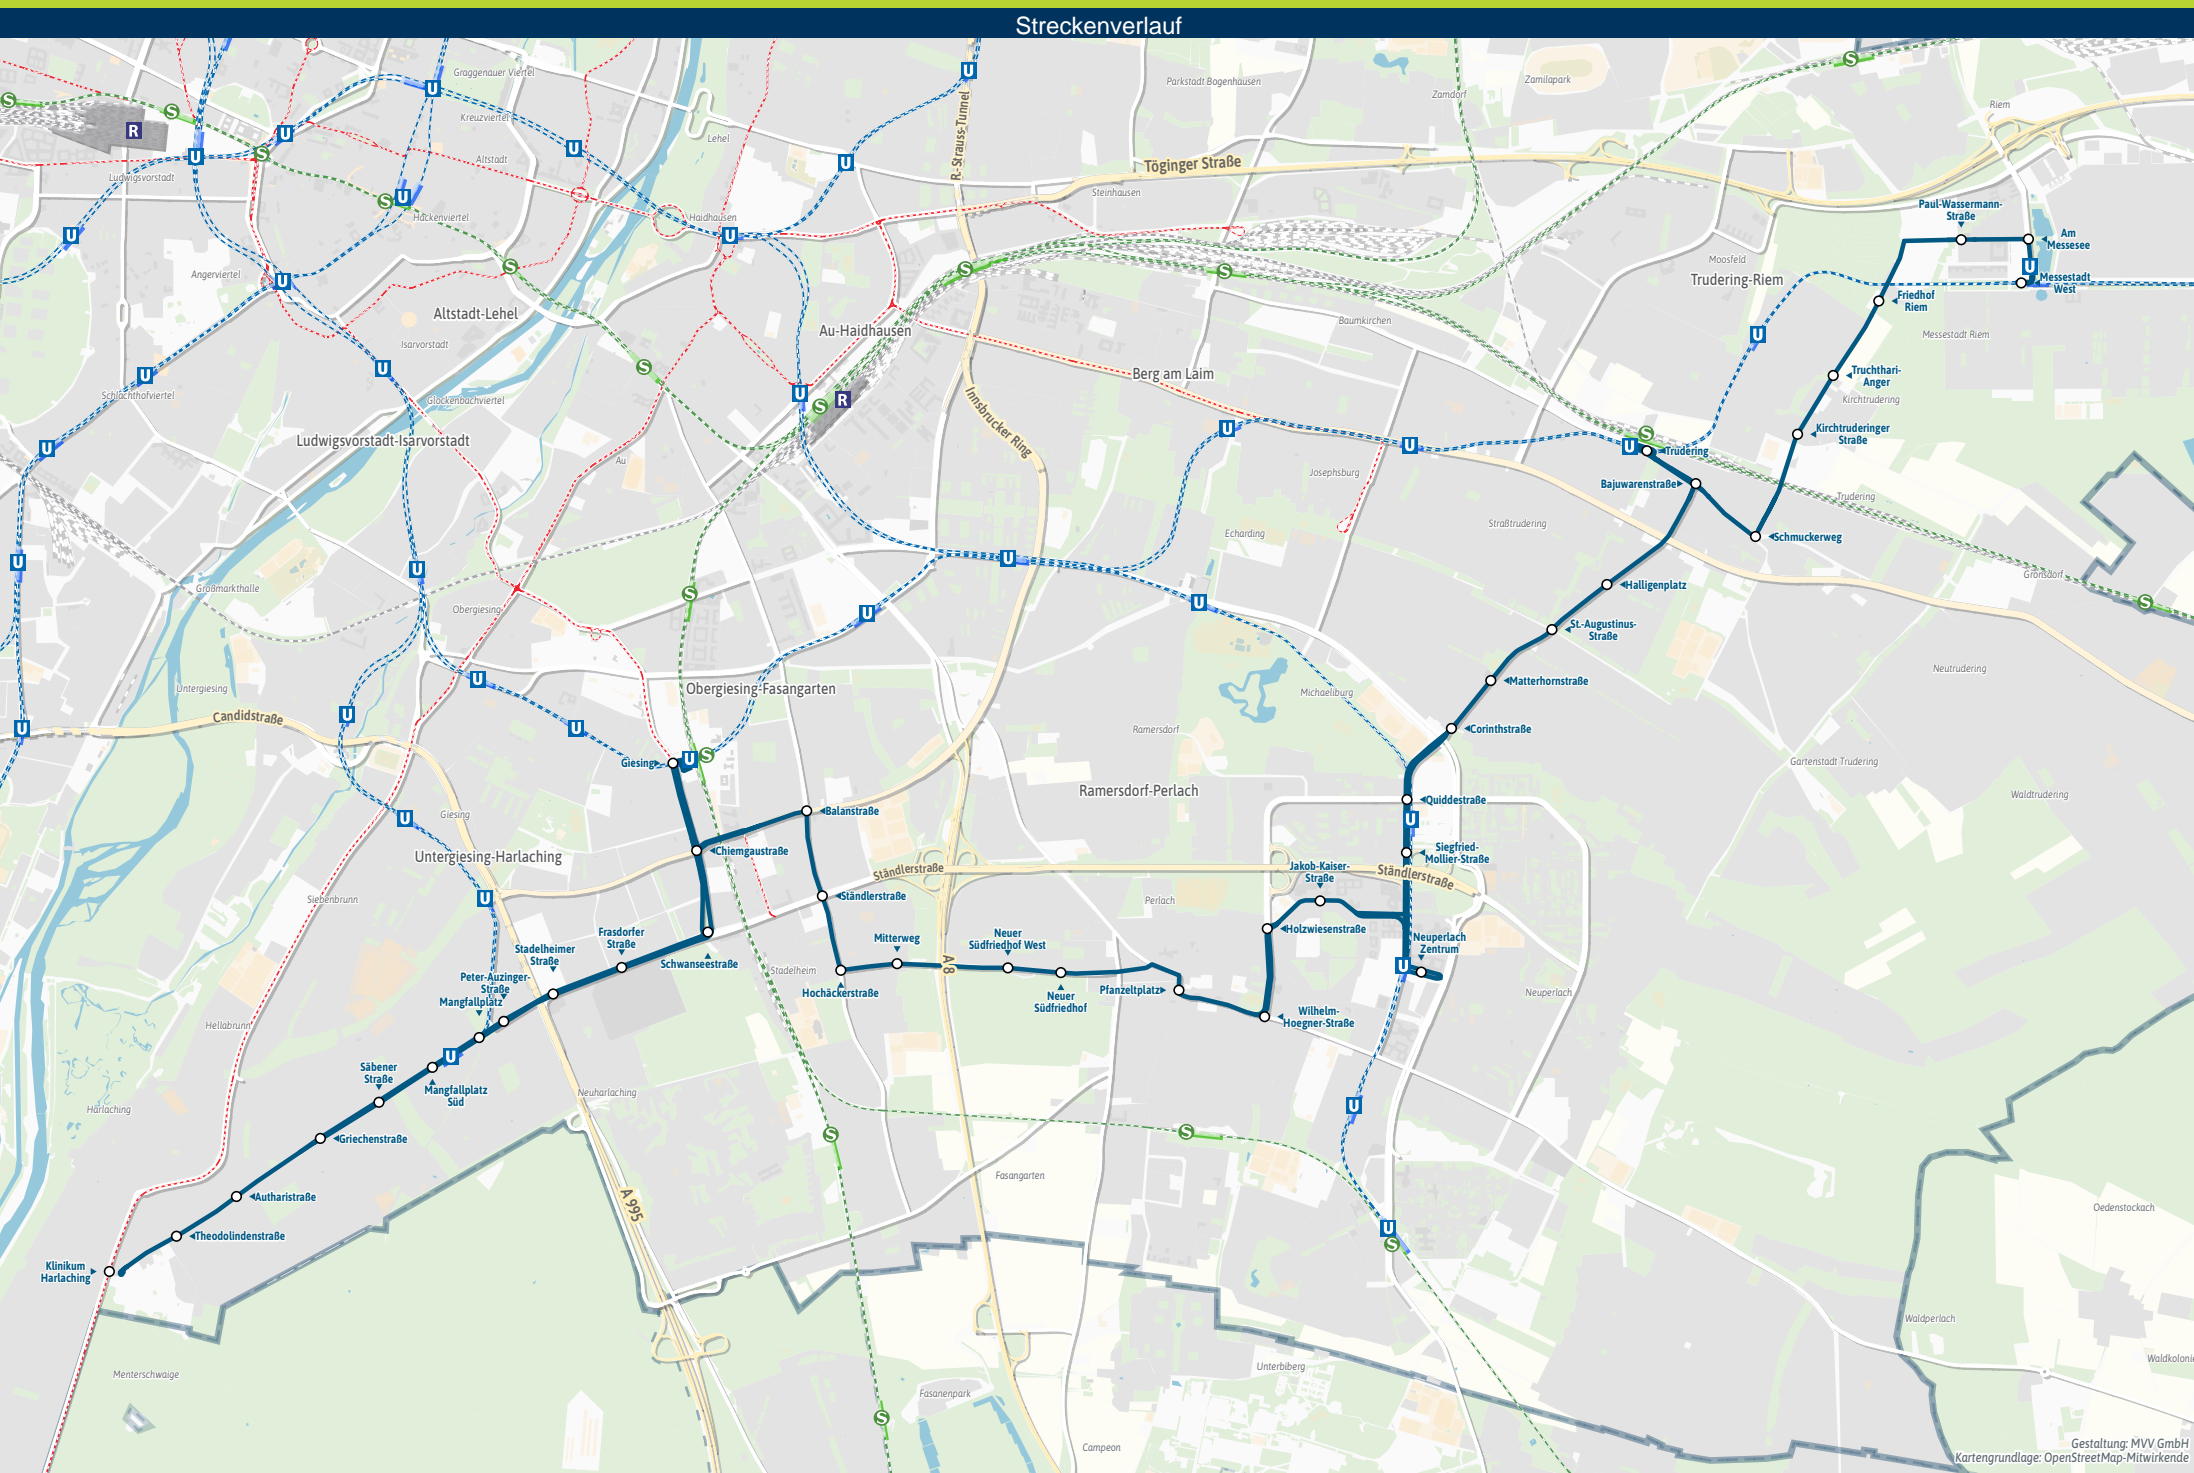 Streckenverlauf
Graggenauer Viertel
Parkstadt Bogenhausen
Zamilapark
Zamdorf
Riem
Kreuzviertel
Lehel
R.-Strauss-Tunnel
R
Altstadt
Töginger Straße
Steinhausen
Ludwigsvorstadt
Hackenviertel
Haidhausen
Paul-Wassermann-
Straße
Am
Messesee
Angerviertel
Moosfeld
Trudering-Riem
Messestadt
West
Friedhof
Riem
Altstadt-Lehel
Au-Haidhausen
Baumkirchen
Messestadt Riem
Isarvorstadt
Berg am Laim
Truchthari-
Anger
Kirchtrudering
Schlachthofviertel
Glockenbachviertel
R
Innsbrucker Ring
Kirchtruderinger
Straße
Ludwigsvorstadt-Isarvorstadt
Au
Trudering
Josephsburg
Bajuwarenstraße
Trudering
Straßtrudering
Echarding
Schmuckerweg
Großmarkthalle
Gronsdorf
Halligenplatz
Obergiesing
St.-Augustinus-
Straße
Neutrudering
Matterhornstraße
Untergiesing
Obergiesing-Fasangarten
Michaeliburg
Candidstraße
Ramersdorf
Corinthstraße
Giesing
Gartenstadt Trudering
Ramersdorf-Perlach
Waldtrudering
Quiddestraße
Giesing
Balanstraße
Untergiesing-Harlaching
Chiemgaustraße
Siegfried-
Mollier-Straße
Ständlerstraße
Jakob-Kaiser-
Straße
Ständlerstraße
Siebenbrunn
Ständlerstraße
Perlach
Holzwiesenstraße
Frasdorfer
Straße
Mitterweg
Neuer
Südfriedhof West
Neuperlach
Zentrum
Stadelheimer
Straße
Schwanseestraße
Stadelheim
A 8
Peter-Auzinger-
Straße
Mangfallplatz
Hochäckerstraße
Neuer
Südfriedhof
Pfanzeltplatz
Neuperlach
Wilhelm-
Hoegner-Straße
Hellabrunn
Säbener
Straße
Mangfallplatz
Süd
Neuharlaching
Harlaching
Griechenstraße
Fasangarten
Autharistraße
A 995
Oedenstockach
Theodolindenstraße
Klinikum
Harlaching
Waldperlach
Menterschwaige
Unterbiberg
Waldkoloni
Fasanenpark
Campeon
Gestaltung: MVV GmbH
Kartengrundlage: OpenStreetMap-Mitwirkende